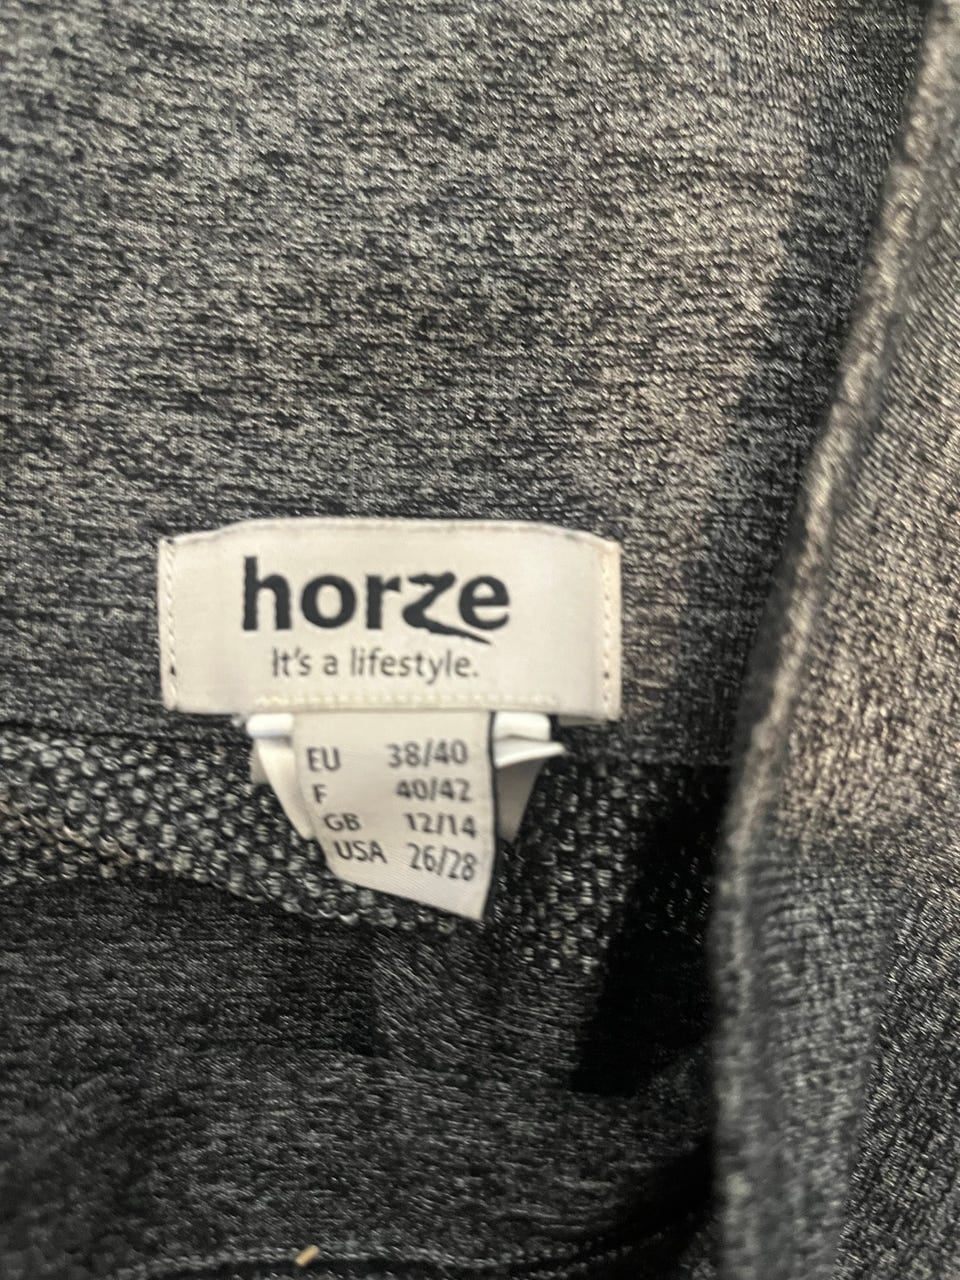 horze
It's a lifestyle.
EU 38/40
F 40/42
GB 12/14
USA 26/28